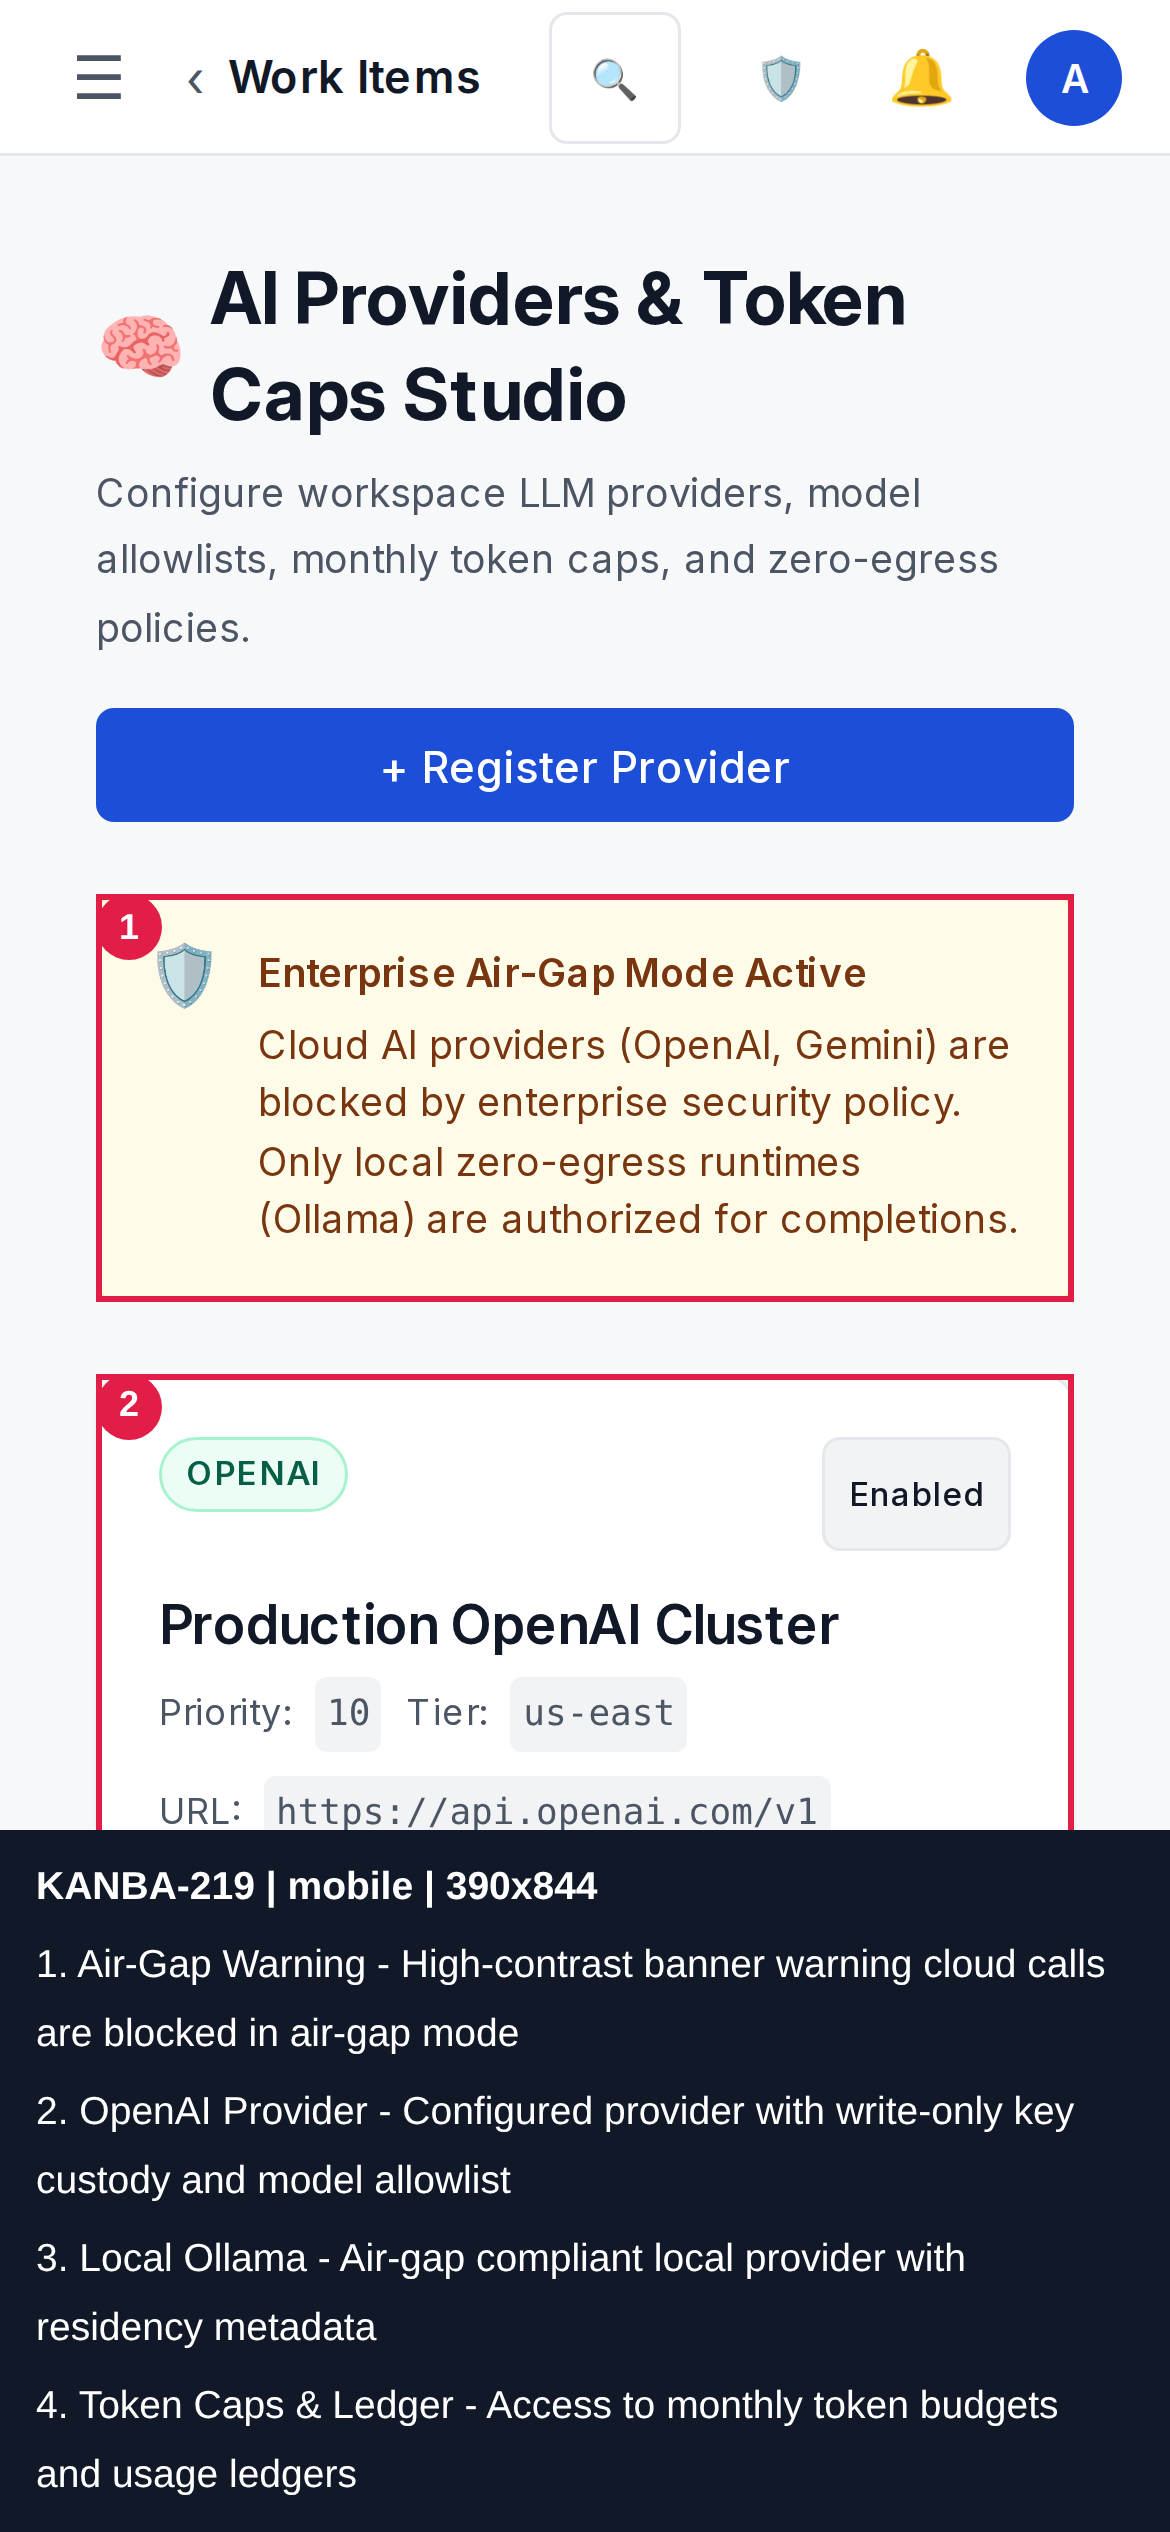 ‹ Work Items
A
AI Providers & Token
Caps Studio
Configure workspace LLM providers, model
allowlists, monthly token caps, and zero-egress
policies.
+ Register Provider
1
Enterprise Air-Gap Mode Active
Cloud AI providers (OpenAI, Gemini) are
blocked by enterprise security policy.
Only local zero-egress runtimes
(Ollama) are authorized for completions.
2
OPENAI
Enabled
Production OpenAI Cluster
Priority: 10 Tier: us-east
URL: https://api.openai.com/v1
KANBA-219 | mobile | 390x844
1. Air-Gap Warning - High-contrast banner warning cloud calls
are blocked in air-gap mode
2. OpenAI Provider - Configured provider with write-only key
custody and model allowlist
3. Local Ollama - Air-gap compliant local provider with
residency metadata
4. Token Caps & Ledger - Access to monthly token budgets
and usage ledgers